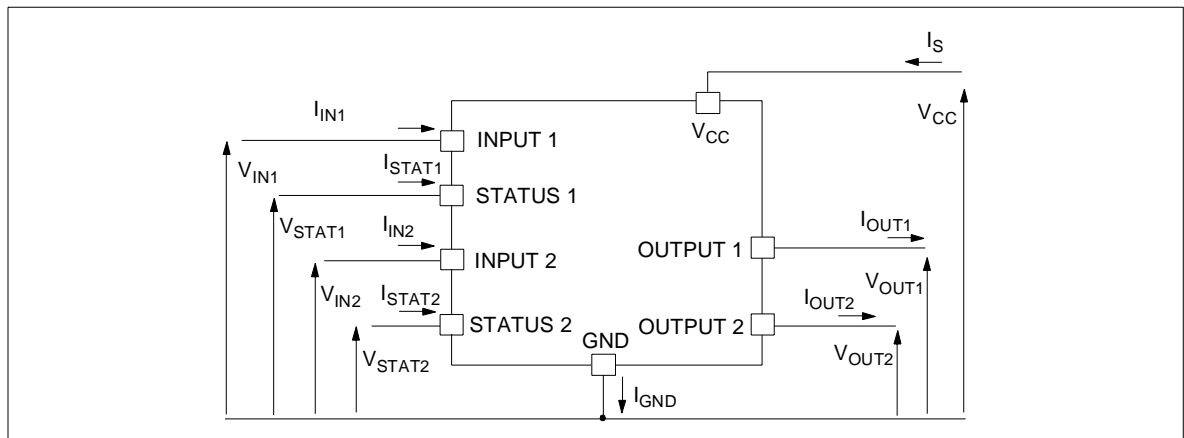 I_S
V_CC
V_CC
I_IN1
INPUT 1
V_IN1
I_STAT1
STATUS 1
V_STAT1
I_IN2
INPUT 2
V_IN2
I_STAT2
STATUS 2
V_STAT2
OUTPUT 1
I_OUT1
V_OUT1
OUTPUT 2
I_OUT2
V_OUT2
GND
I_GND